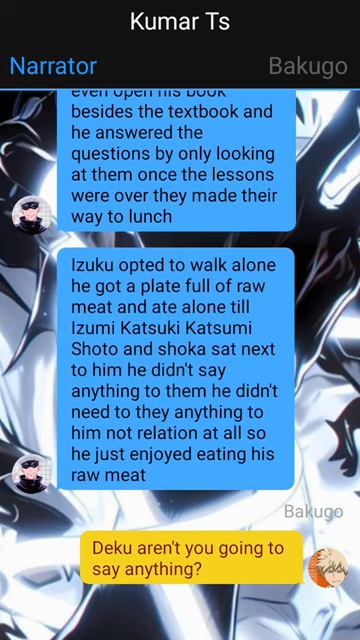 Kumar Ts
Narrator
Bakugo
even open his book
besides the textbook and
he answered the
questions by only looking
at them once the lessons
were over they made their
way to lunch
Izuku opted to walk alone
he got a plate full of raw
meat and ate alone till
Izumi Katsuki Katsumi
Shoto and shoka sat next
to him he didn't say
anything to them he didn't
need to they anything to
him not relation at all so
he just enjoyed eating his
raw meat
Bakugo
Deku aren't you going to
say anything?